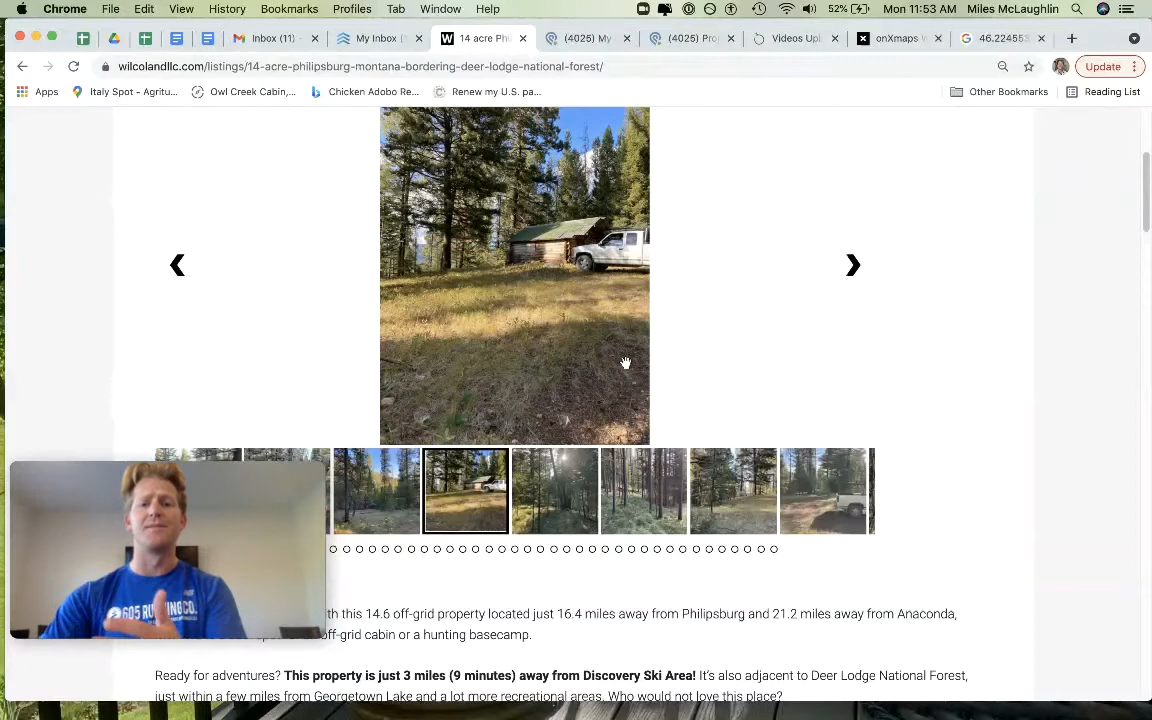 Chrome File Edit View History Bookmarks Profiles Tab Window Help 52% Mon 11:53 AM Miles McLaughlin
Inbox (11) My Inbox ( 14 acre Ph (4025) My (4025) Pro Videos Up onXmaps 46.224553
wilcolandllc.com/listings/14-acre-philipsburg-montana-bordering-deer-lodge-national-forest/ Update
Apps Italy Spot - Agritu... Owl Creek Cabin,... Chicken Adobo Re... Renew my U.S. pa... Other Bookmarks Reading List
605 RUNNING CO.
th this 14.6 off-grid property located just 16.4 miles away from Philipsburg and 21.2 miles away from Anaconda,
off-grid cabin or a hunting basecamp.
Ready for adventures? This property is just 3 miles (9 minutes) away from Discovery Ski Area! It's also adjacent to Deer Lodge National Forest,
just within a few miles from Georgetown Lake and a lot more recreational areas. Who would not love this place?